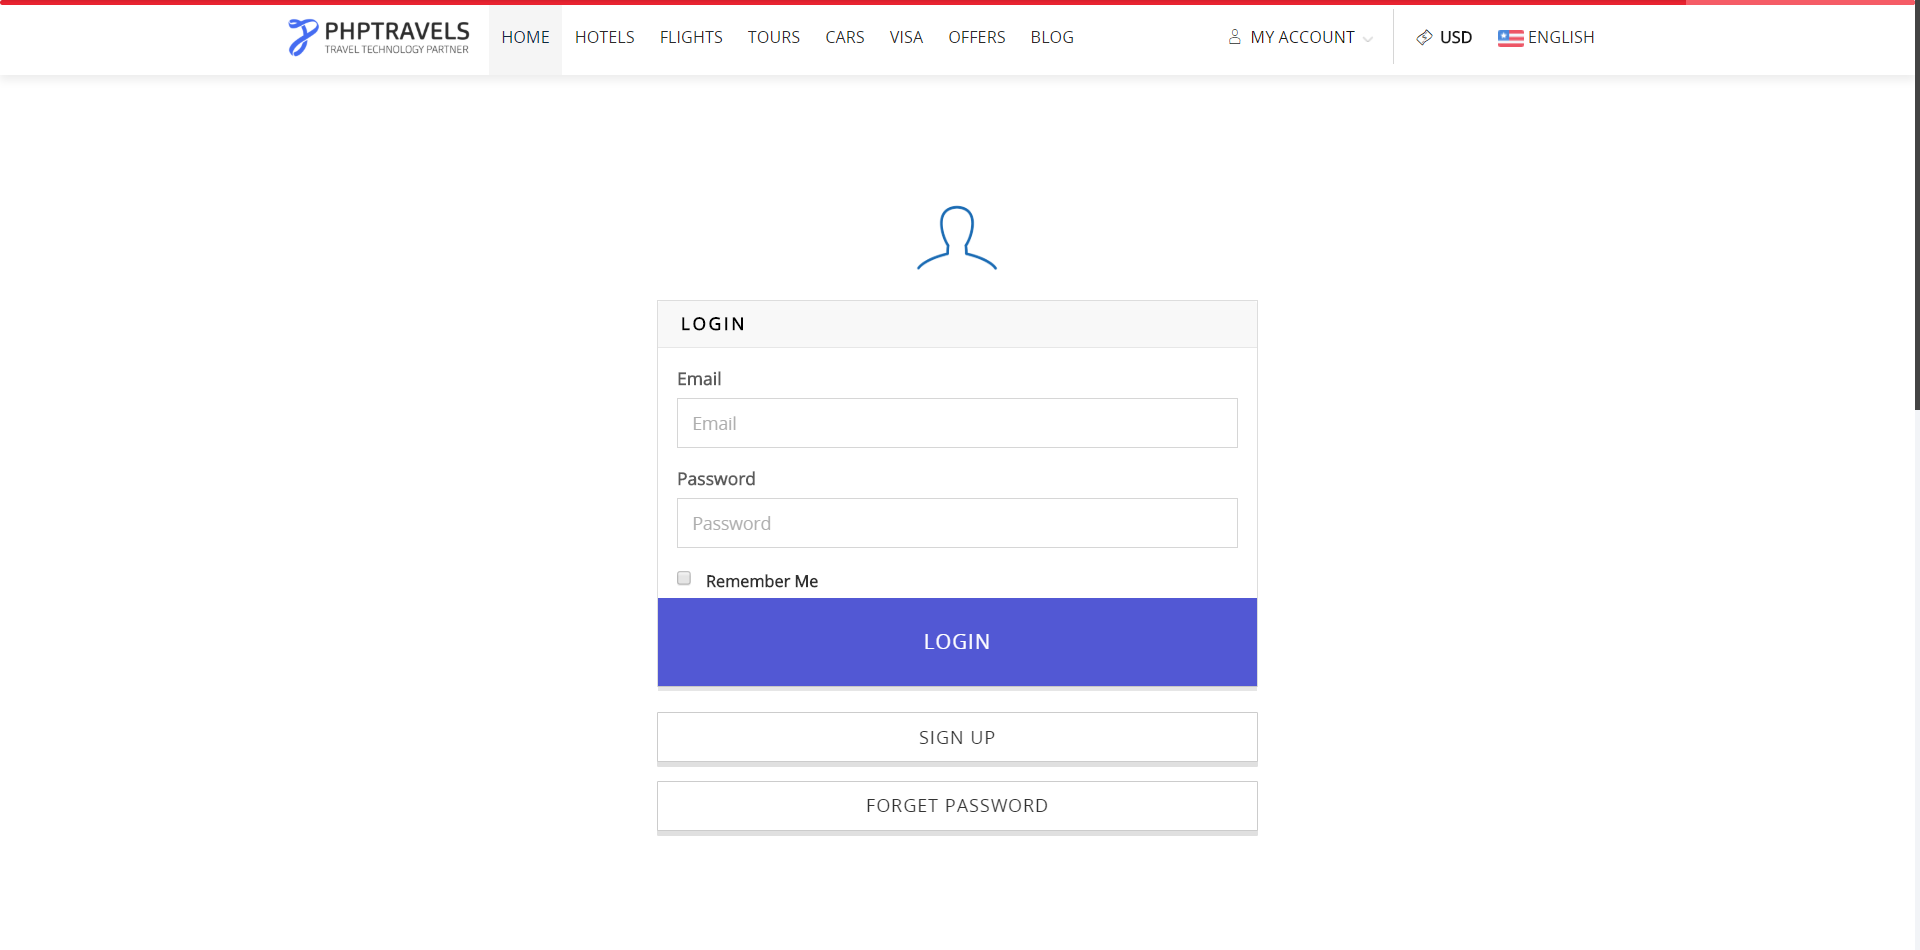 PHPTRAVELS
TRAVEL TECHNOLOGY PARTNER
HOME HOTELS FLIGHTS TOURS CARS VISA OFFERS BLOG MY ACCOUNT USD ENGLISH
LOGIN
Email
Email
Password
Password
Remember Me
LOGIN
SIGN UP
FORGET PASSWORD